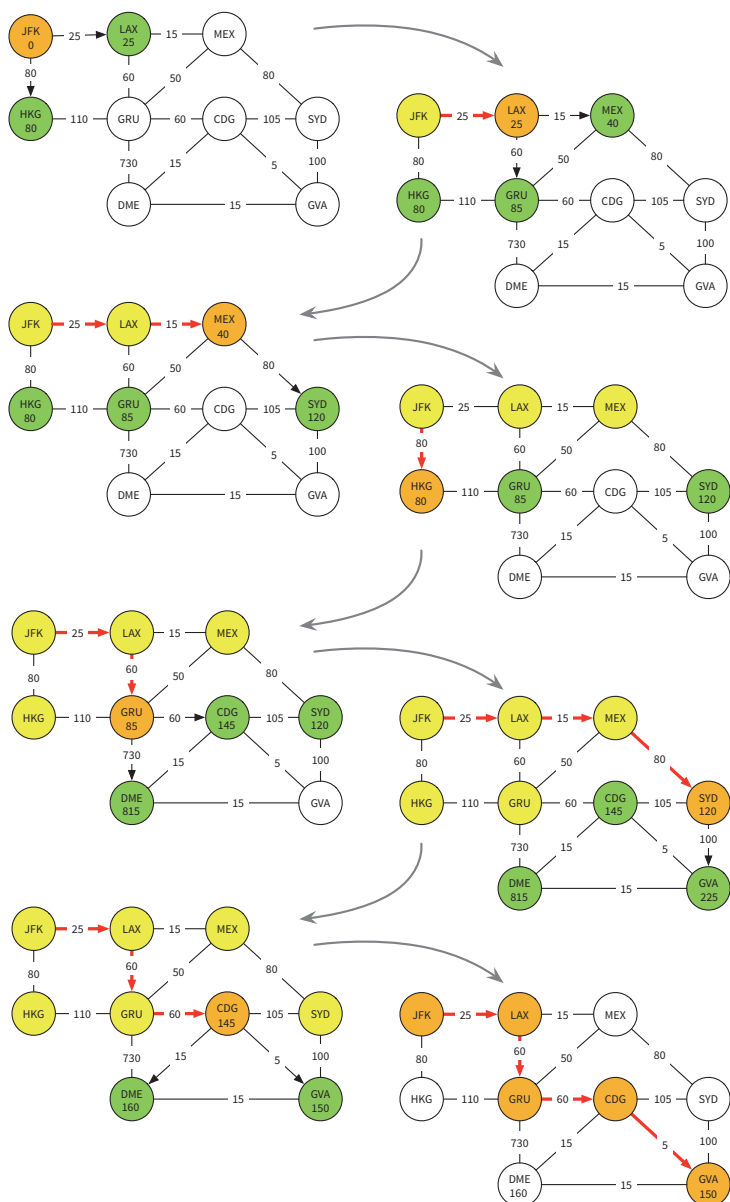 JFK 0 25 LAX 25 15 MEX
80 60 50 80
HKG 80 110 GRU 60 CDG 105 SYD
730 15 5 100
DME 15 GVA
JFK 25 LAX 25 15 MEX 40
80 60 50 80
HKG 80 110 GRU 85 60 CDG 105 SYD
730 15 5 100
DME 15 GVA
JFK 25 LAX 15 MEX 40
80 60 50 80
HKG 80 110 GRU 85 60 CDG 105 SYD 120
730 15 5 100
DME 15 GVA
JFK 25 LAX 15 MEX
80 60 50 80
HKG 80 110 GRU 85 60 CDG 105 SYD 120
730 15 5 100
DME 15 GVA
JFK 25 LAX 15 MEX
80 60 50 80
HKG 110 GRU 85 60 CDG 145 105 SYD 120
730 15 5 100
DME 815 15 GVA
JFK 25 LAX 15 MEX
80 60 50 80
HKG 110 GRU 60 CDG 145 105 SYD 120
730 15 5 100
DME 815 15 GVA 225
JFK 25 LAX 15 MEX
80 60 50 80
HKG 110 GRU 60 CDG 145 105 SYD
730 15 5 100
DME 160 15 GVA 150
JFK 25 LAX 15 MEX
80 60 50 80
HKG 110 GRU 60 CDG 105 SYD
730 15 5 100
DME 160 15 GVA 150